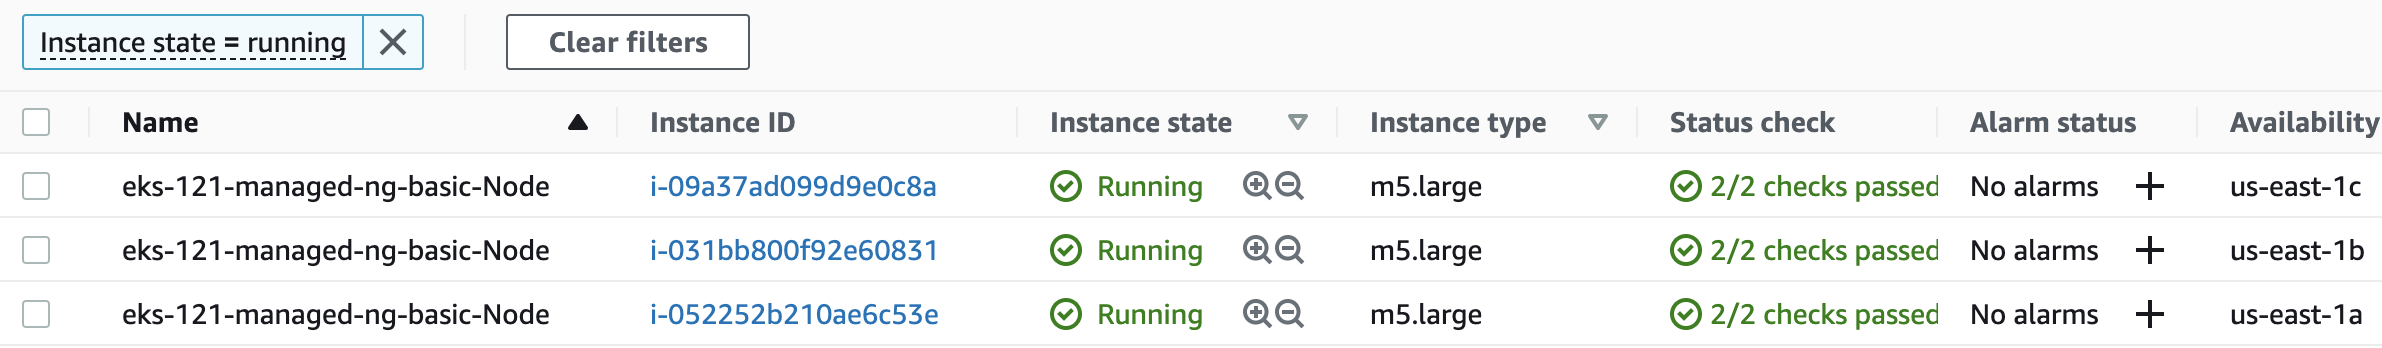 Instance state = running Clear filters
Name Instance ID Instance state Instance type Status check Alarm status Availability
eks-121-managed-ng-basic-Node i-09a37ad099d9e0c8a Running m5.large 2/2 checks passed No alarms us-east-1c
eks-121-managed-ng-basic-Node i-031bb800f92e60831 Running m5.large 2/2 checks passed No alarms us-east-1b
eks-121-managed-ng-basic-Node i-052252b210ae6c53e Running m5.large 2/2 checks passed No alarms us-east-1a